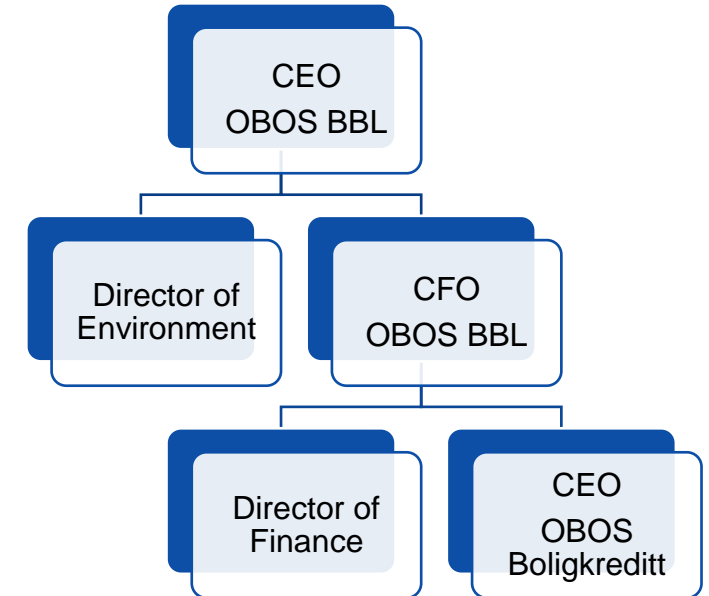 CEO
OBOS BBL
Director of
Environment
CFO
OBOS BBL
Director of
Finance
CEO
OBOS
Boligkreditt